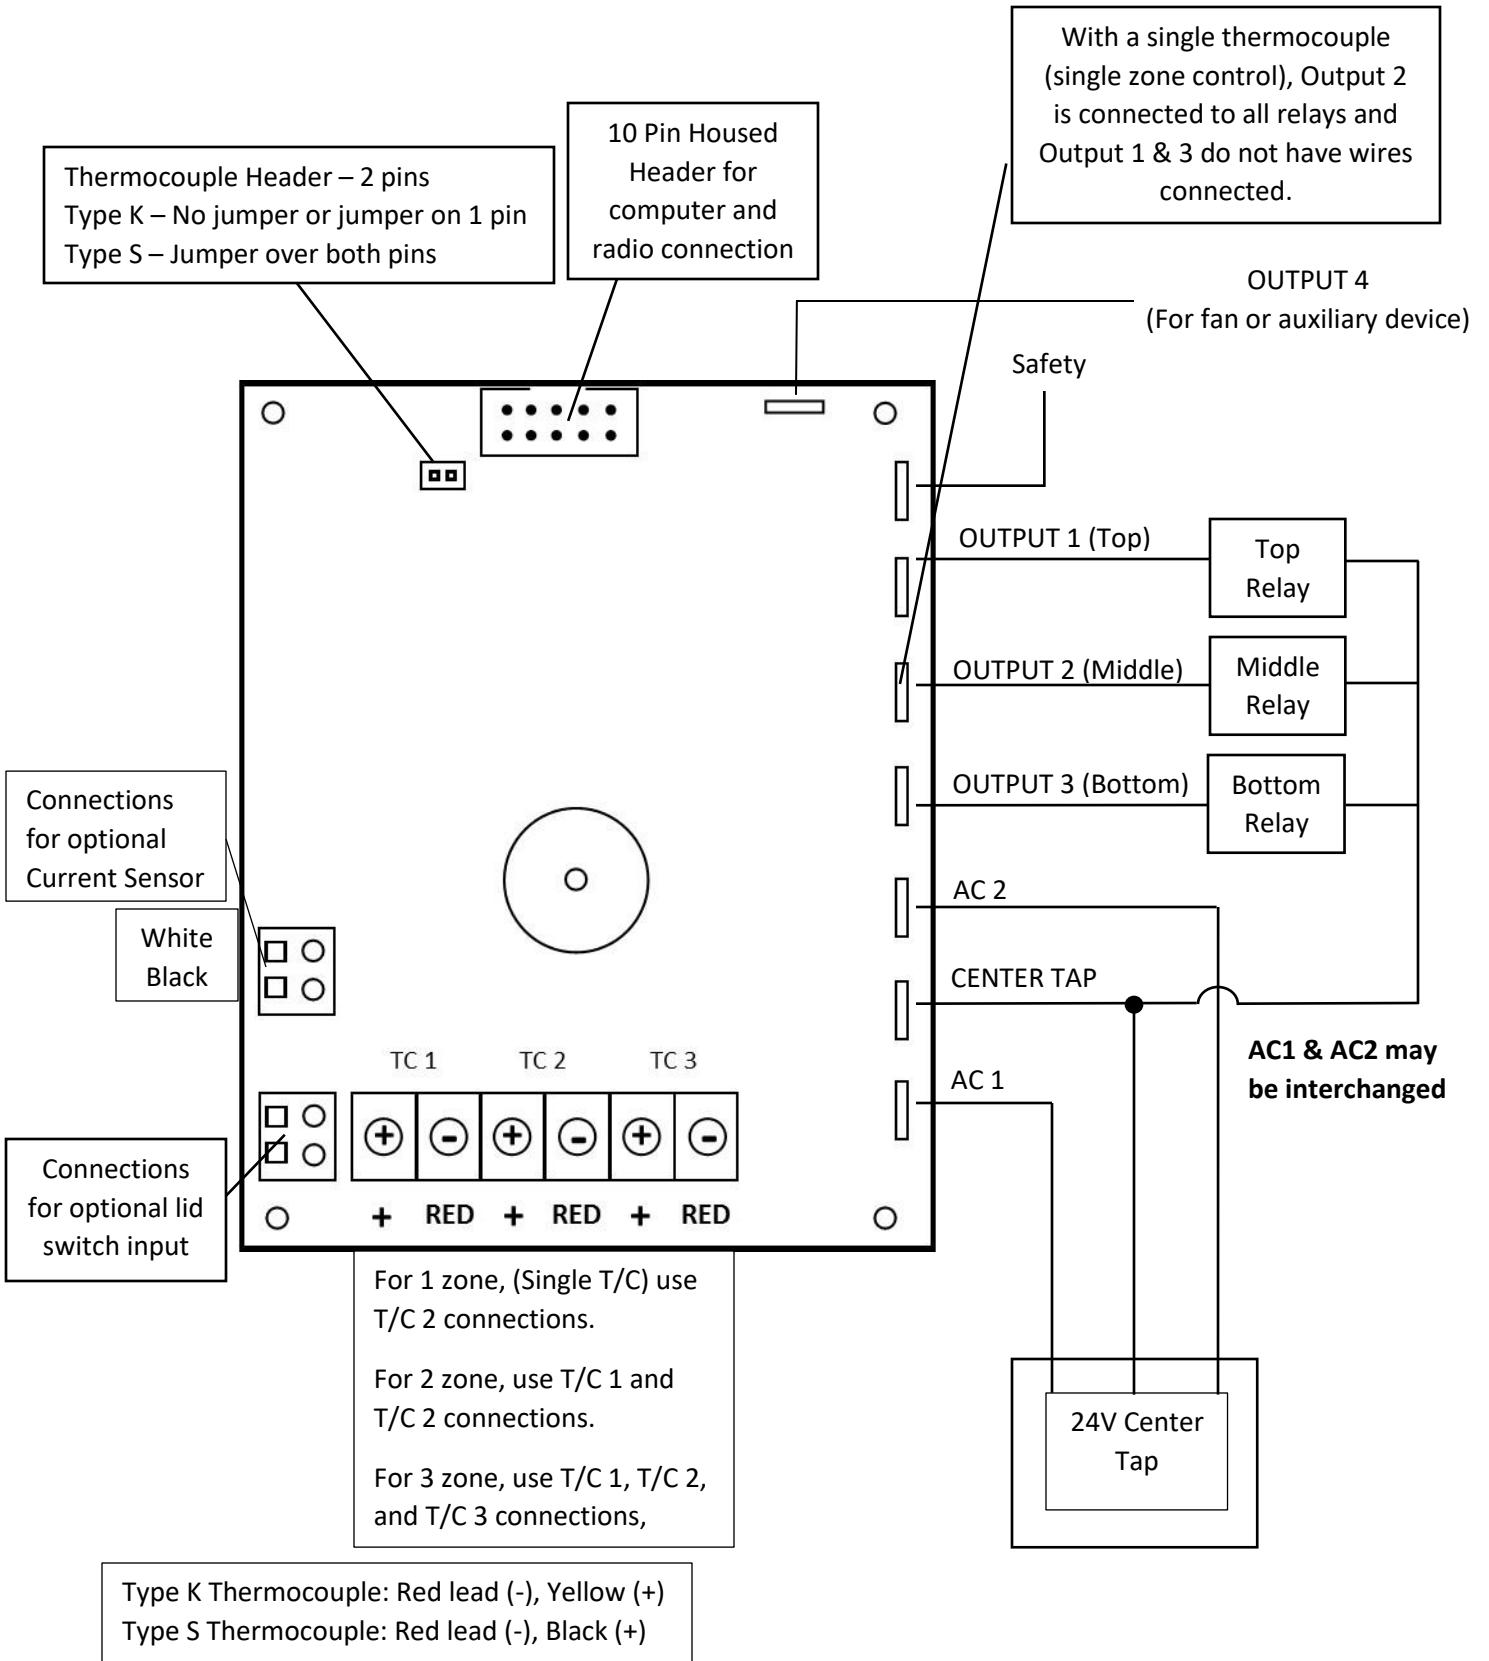 With a single thermocouple
(single zone control), Output 2
is connected to all relays and
Output 1 & 3 do not have wires
connected.
10 Pin Housed
Header for
computer and
radio connection
Thermocouple Header – 2 pins
Type K – No jumper or jumper on 1 pin
Type S – Jumper over both pins
OUTPUT 4
(For fan or auxiliary device)
Safety
OUTPUT 1 (Top)
Top
Relay
OUTPUT 2 (Middle)
Middle
Relay
OUTPUT 3 (Bottom)
Bottom
Relay
Connections
for optional
Current Sensor
White
Black
AC 2
CENTER TAP
AC1 & AC2 may
be interchanged
AC 1
TC 1 TC 2 TC 3
+ - + - + -
+ RED + RED + RED
Connections
for optional lid
switch input
For 1 zone, (Single T/C) use
T/C 2 connections.
For 2 zone, use T/C 1 and
T/C 2 connections.
For 3 zone, use T/C 1, T/C 2,
and T/C 3 connections,
24V Center
Tap
Type K Thermocouple: Red lead (-), Yellow (+)
Type S Thermocouple: Red lead (-), Black (+)